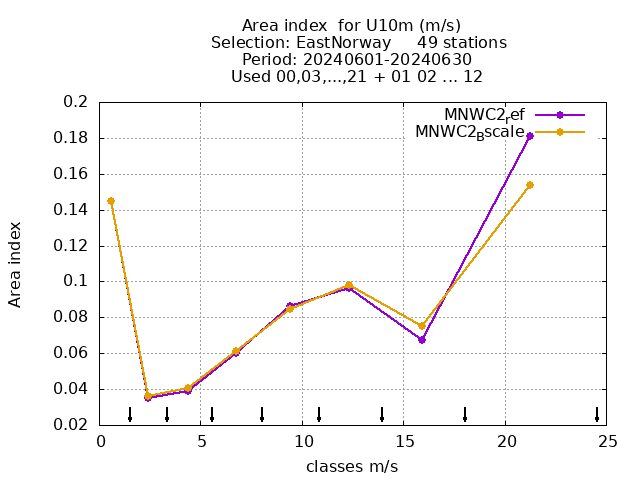 Area index  for U10m (m/s)
Selection: EastNorway     49 stations
Period: 20240601-20240630
Used 00,03,...,21 + 01 02 ... 12
MNWC2ref
MNWC2Bscale
0.2
0.18
0.16
0.14
0.12
0.1
0.08
0.06
0.04
0.02
Area index
0 5 10 15 20 25
classes m/s